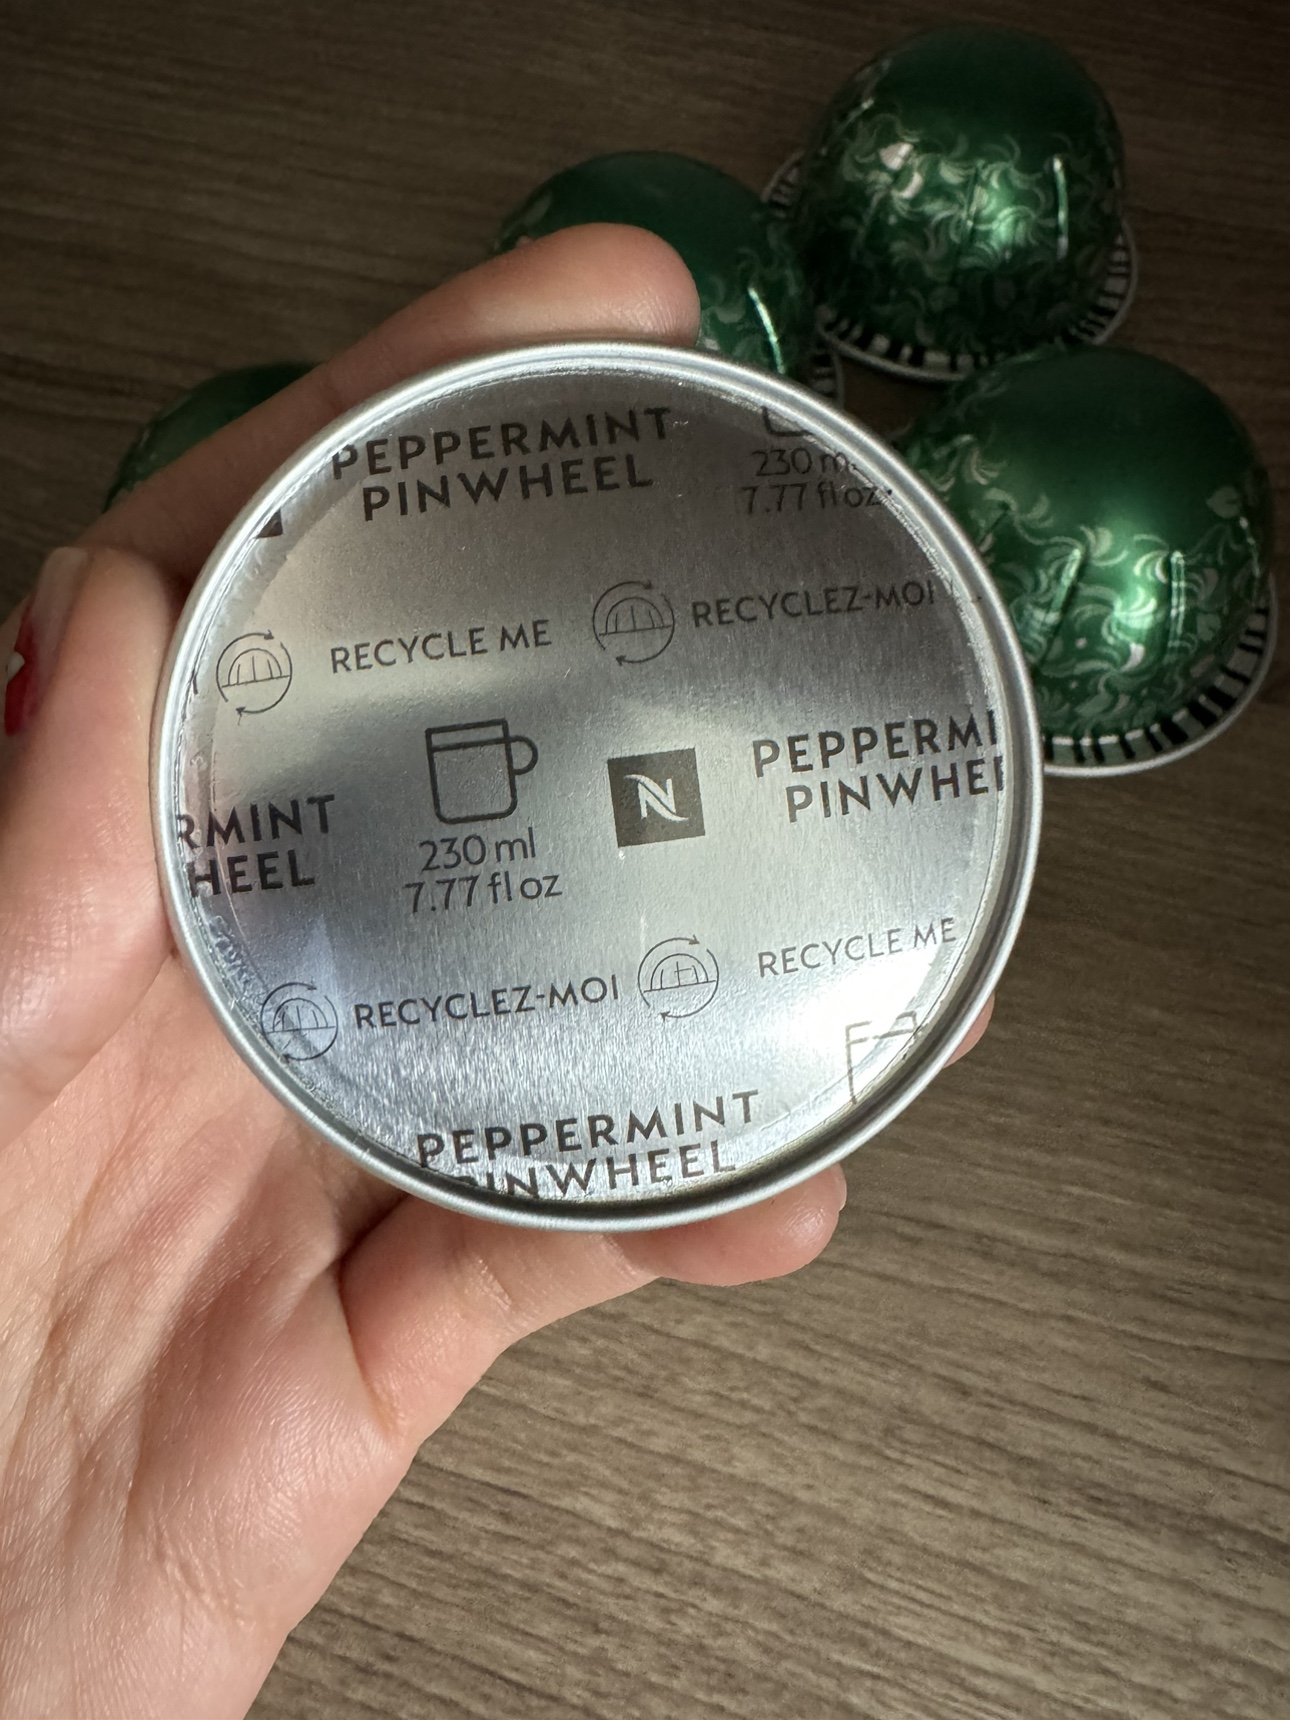 PEPPERMINT
PINWHEEL
230 m
7.77 fl oz
RECYCLE ME
RECYCLEZ-MOI
230 ml
7.77 fl oz
N
PEPPERMI
PINWHEE
RMINT
HEEL
RECYCLEZ-MOI
RECYCLE ME
PEPPERMINT
PINWHEEL